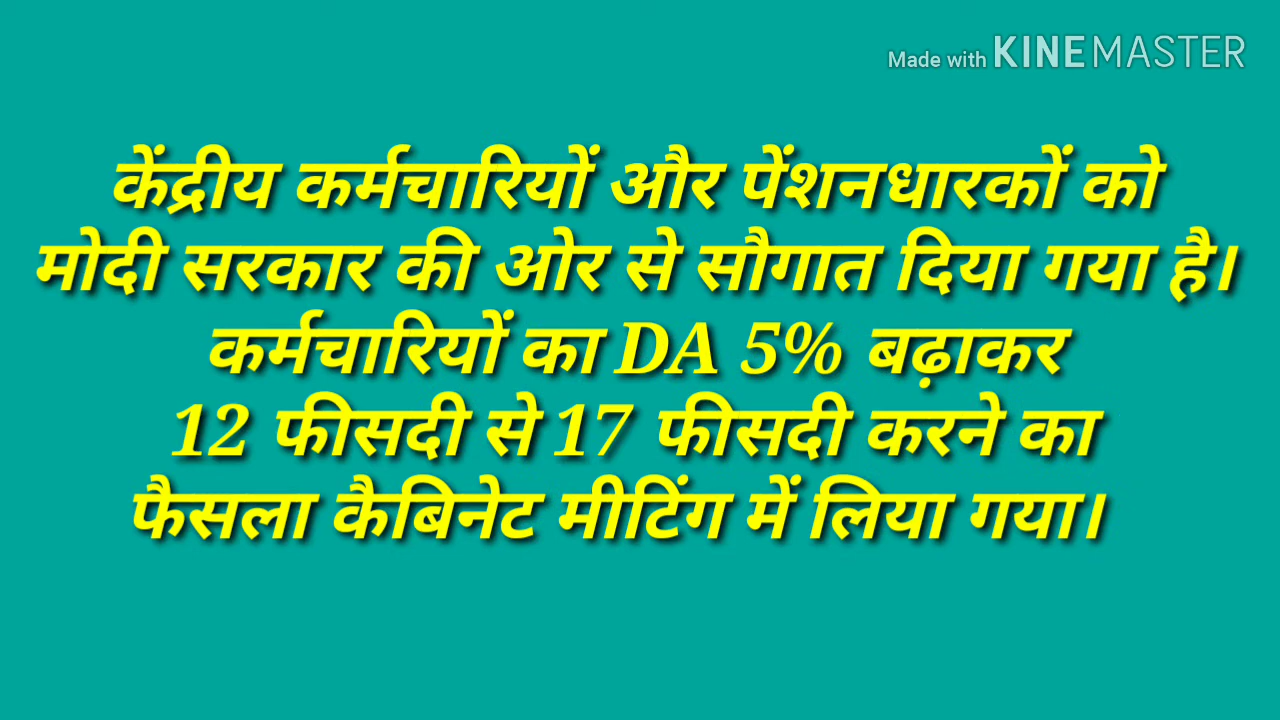 Made with KINEMASTER
केंद्रीय कर्मचारियों और पेंशनधारकों को
मोदी सरकार की ओर से सौगात दिया गया है।
कर्मचारियों का DA 5% बढ़ाकर
12 फीसदी से 17 फीसदी करने का
फैसला कैबिनेट मीटिंग में लिया गया।